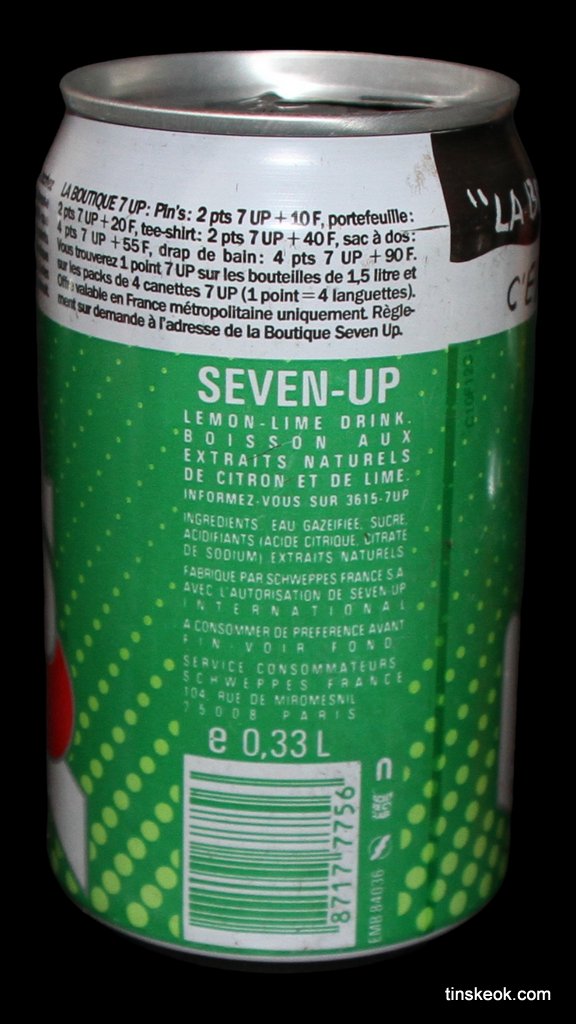 LA BOUTIQUE 7 UP: Pin's: 2 pts 7 UP + 10 F, portefeuille:
2 pts 7 UP + 20 F, tee-shirt: 2 pts 7 UP + 40 F, sac à dos:
4 pts 7 UP + 55 F, drap de bain: 4 pts 7 UP + 90 F.
Vous trouverez 1 point 7 UP sur les bouteilles de 1,5 litre et
sur les packs de 4 canettes 7 UP (1 point = 4 languettes).
valable en France métropolitaine uniquement. Règle-
ment sur demande à l'adresse de la Boutique Seven Up.
"LA B
C'E
SEVEN-UP
LEMON-LIME DRINK.
BOISSON AUX
EXTRAITS NATURELS
DE CITRON ET DE LIME.
INFORMEZ-VOUS SUR 3615-7UP
INGREDIENTS: EAU GAZEIFIEE, SUCRE,
ACIDIFIANTS (ACIDE CITRIQUE, CITRATE
DE SODIUM) EXTRAITS NATURELS.
FABRIQUE PAR SCHWEPPES FRANCE S.A.
AVEC L'AUTORISATION DE SEVEN-UP
INTERNATIONAL
A CONSOMMER DE PREFERENCE AVANT
FIN-VOIR FOND
SERVICE CONSOMMATEURS
SCHWEPPES FRANCE
104, RUE DE MIROMESNIL
75008 PARIS
e 0,33 L
8717 7756
EMB 84036
tinskeok.com